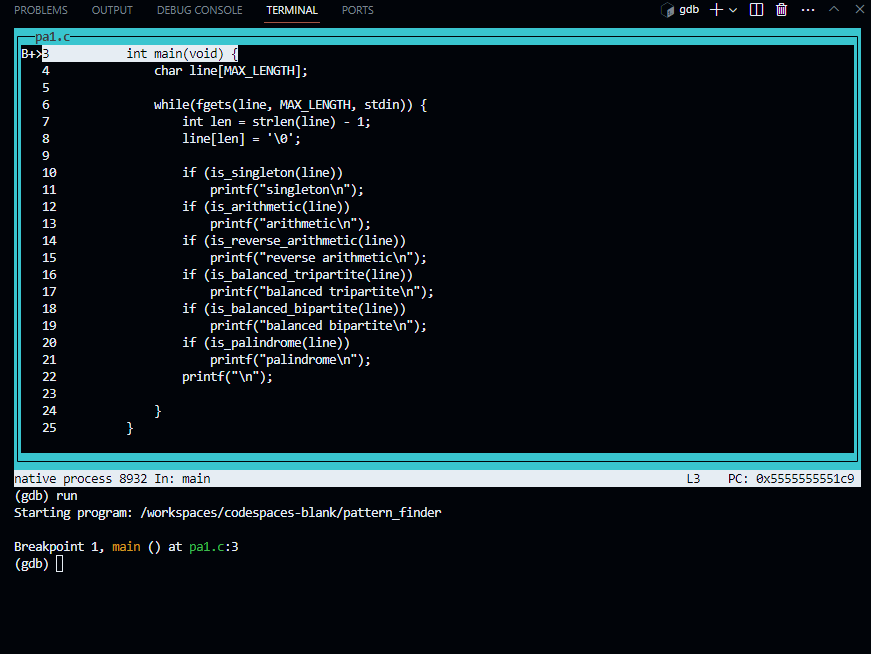 PROBLEMS OUTPUT DEBUG CONSOLE TERMINAL PORTS gdb
pa1.c
B+>3 int main(void) {
4 char line[MAX_LENGTH];
5
6 while(fgets(line, MAX_LENGTH, stdin)) {
7 int len = strlen(line) - 1;
8 line[len] = '\0';
9
10 if (is_singleton(line))
11 printf("singleton\n");
12 if (is_arithmetic(line))
13 printf("arithmetic\n");
14 if (is_reverse_arithmetic(line))
15 printf("reverse arithmetic\n");
16 if (is_balanced_tripartite(line))
17 printf("balanced tripartite\n");
18 if (is_balanced_bipartite(line))
19 printf("balanced bipartite\n");
20 if (is_palindrome(line))
21 printf("palindrome\n");
22 printf("\n");
23
24 }
25 }
native process 8932 In: main L3 PC: 0x5555555551c9
(gdb) run
Starting program: /workspaces/codespaces-blank/pattern_finder
Breakpoint 1, main () at pa1.c:3
(gdb)